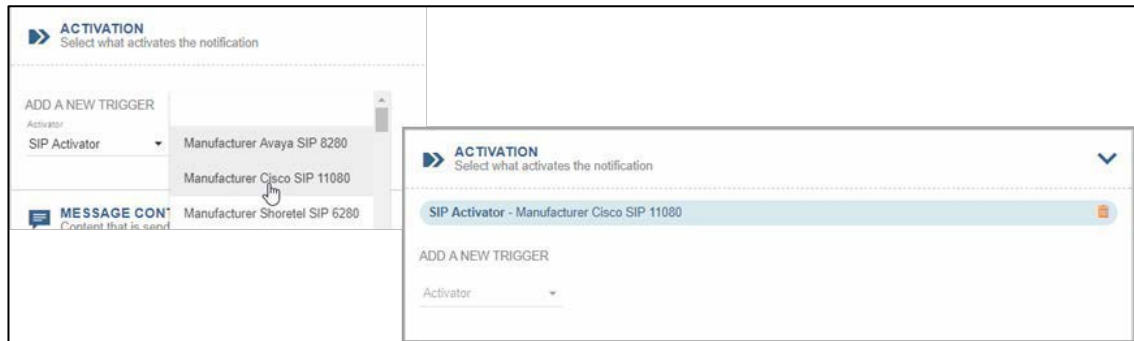 ACTIVATION
Select what activates the notification
ADD A NEW TRIGGER
Activator
SIP Activator
Manufacturer Avaya SIP 8280
Manufacturer Cisco SIP 11080
Manufacturer Shoretel SIP 6280
MESSAGE CONT
Content that is send
ACTIVATION
Select what activates the notification
SIP Activator - Manufacturer Cisco SIP 11080
ADD A NEW TRIGGER
Activator